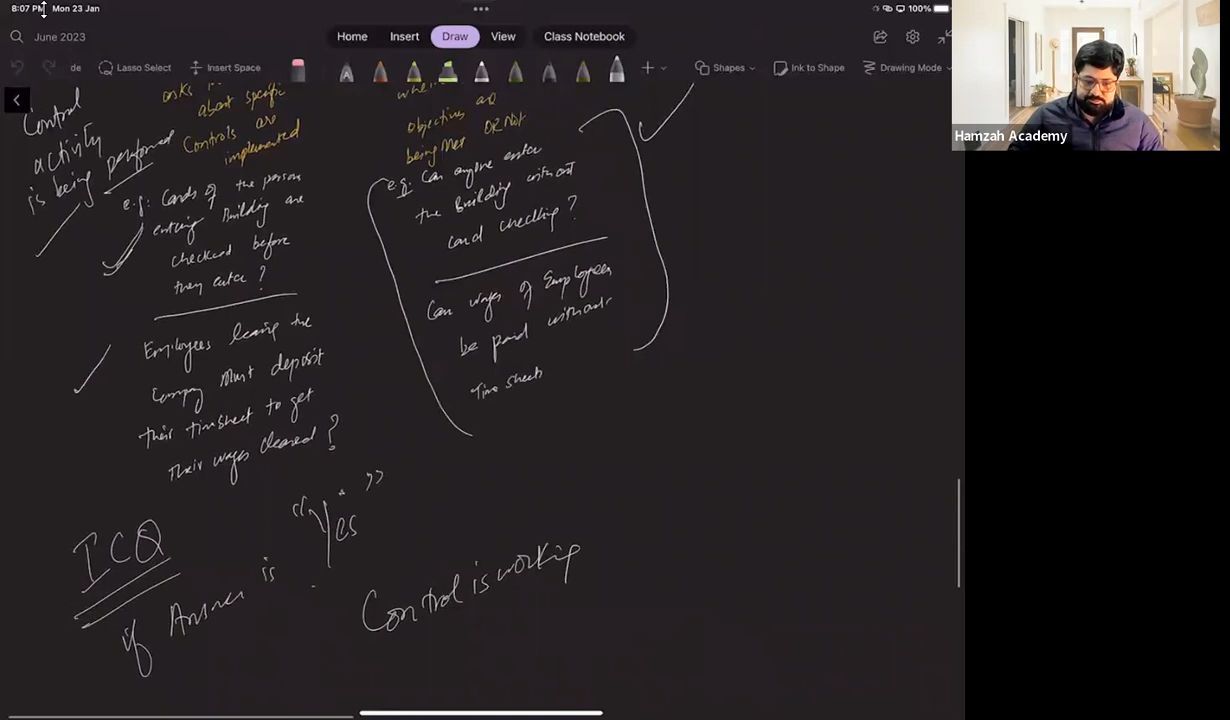 8:07 PM Mon 23 Jan
100%
June 2023
Home Insert Draw View Class Notebook
de Lasso Select Insert Space Shapes Ink to Shape Drawing Mode
Hamzah Academy
Control
activity
is being performed
asks
about specific
Controls are
implemented
e.g: Cards of the person
entering Building are
checked before
they enter?
Employees leaving the
Company Must deposit
their timesheet to get
their wages cleared?
objectives are
being Met OR Not
e.g: Can anyone enter
the Building without
card checking?
Can wages of Employees
be paid without
Time sheets
ICQ
if Answer is "Yes"
Control is working